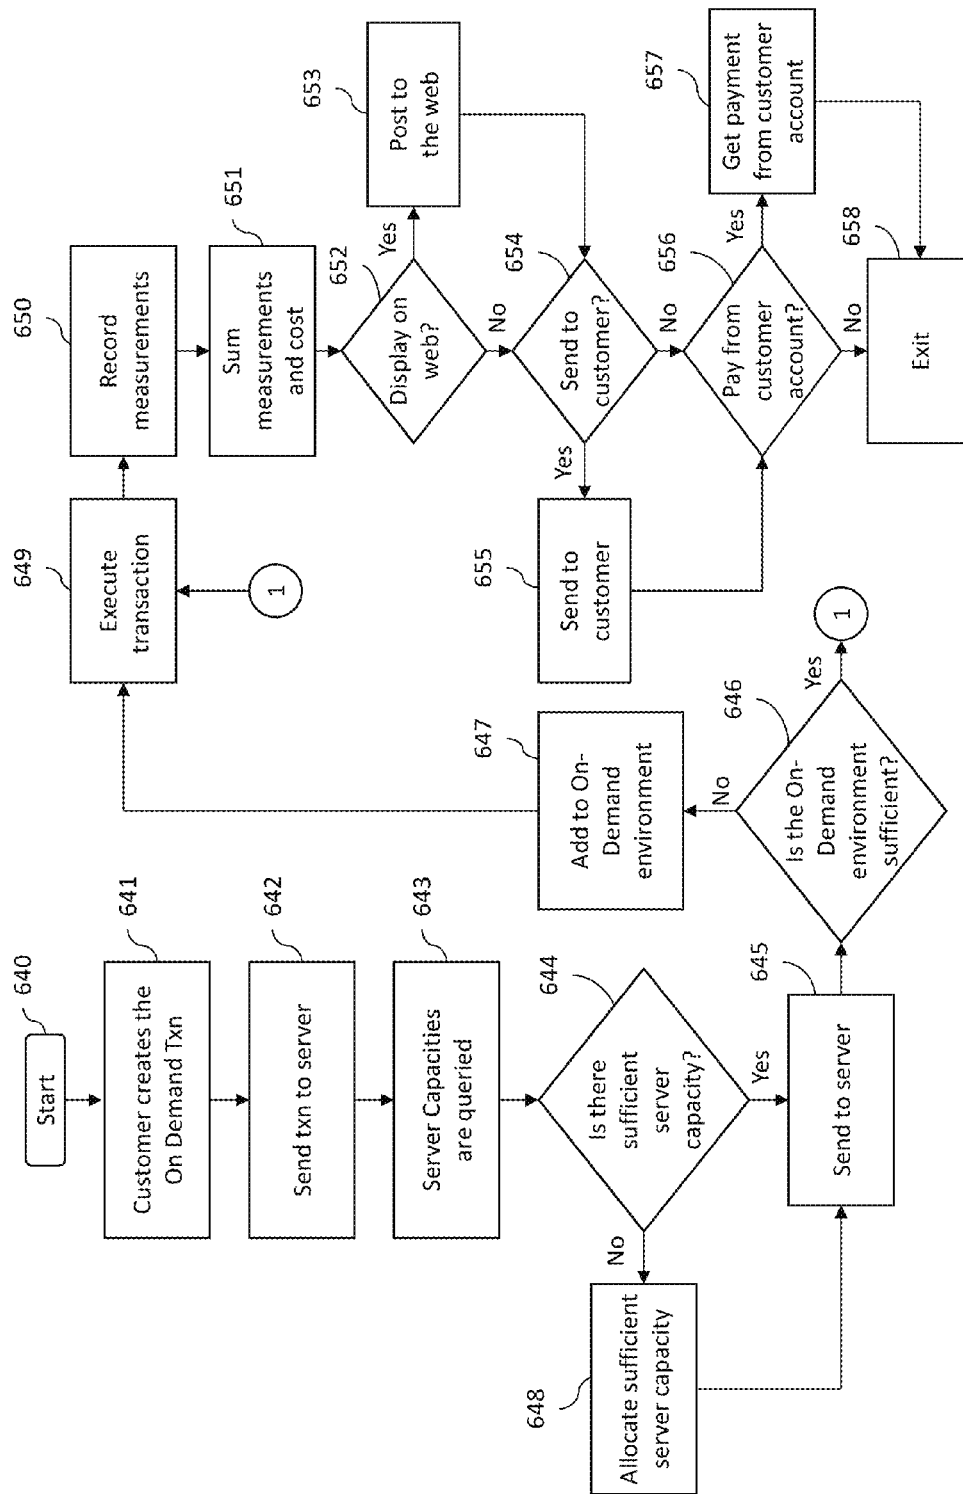 640
Start
641
Customer creates the
On Demand Txn
642
Send txn to server
643
Server Capacities
are queried
644
Is there
sufficient
server
capacity?
No
Yes
648
Allocate sufficient
server capacity
645
Send to server
646
Is the On-
Demand
environment
sufficient?
No
Yes
1
647
Add to On-
Demand
environment
649
Execute
transaction
1
650
Record
measurements
651
Sum
measurements
and cost
652
Display on
web?
Yes
No
653
Post to
the web
654
Send to
customer?
Yes
No
655
Send to
customer
656
Pay from
customer
account?
Yes
No
657
Get payment
from customer
account
658
Exit